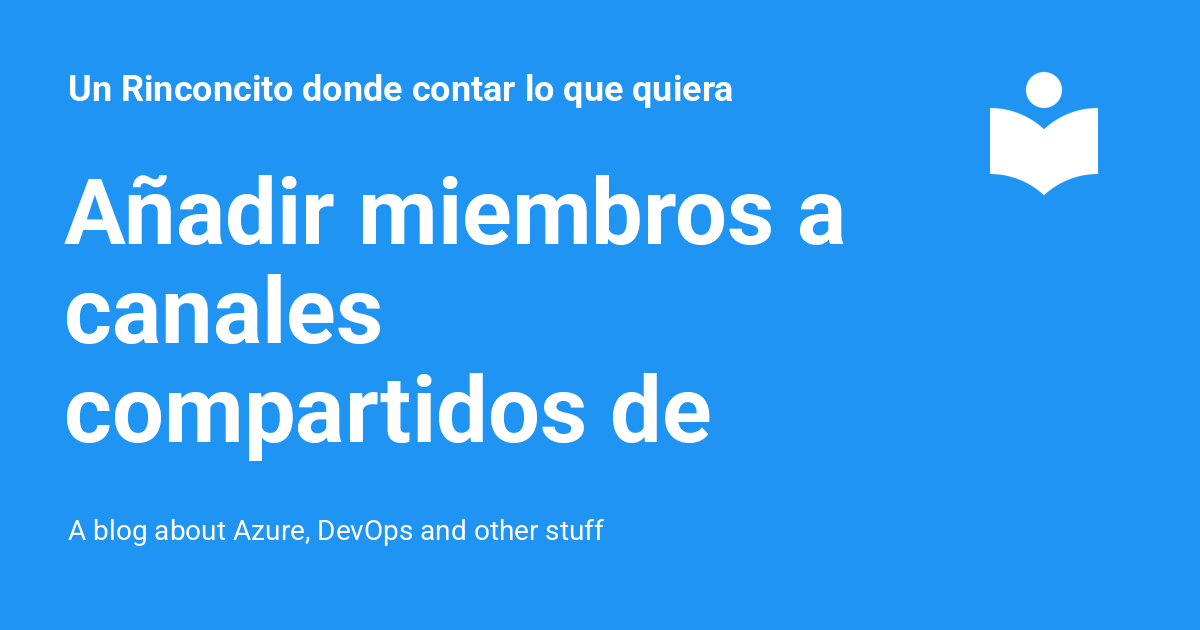 Un Rinconcito donde contar lo que quiera
Añadir miembros a
canales
compartidos de
A blog about Azure, DevOps and other stuff